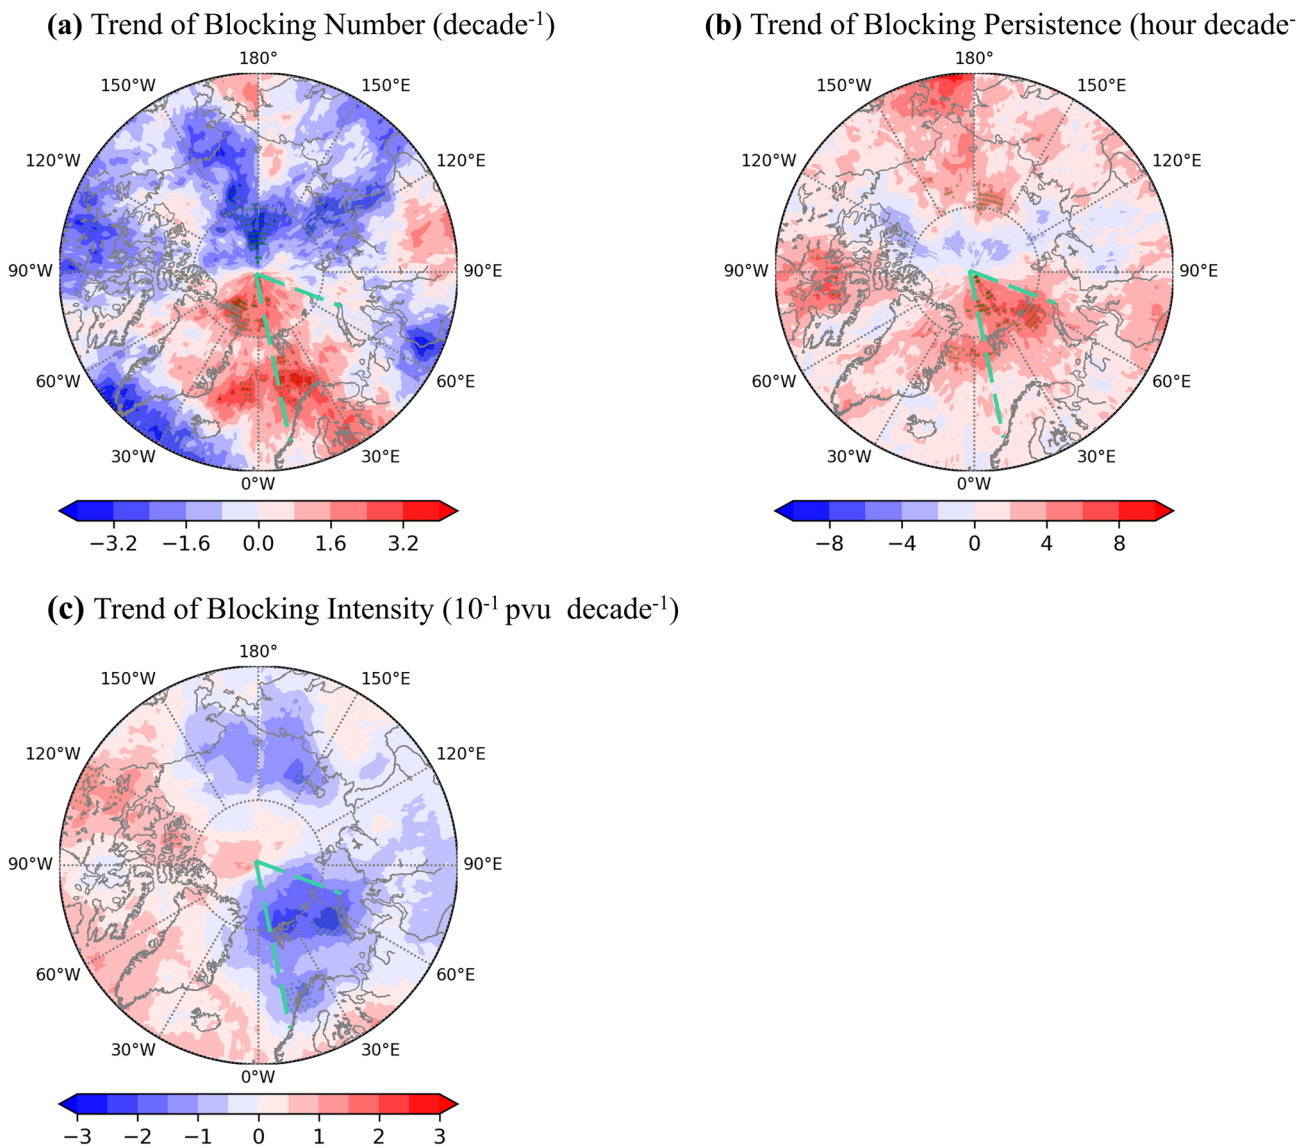 (a) Trend of Blocking Number (decade⁻¹)
(b) Trend of Blocking Persistence (hour decade⁻
180°
150°W 150°E
120°W 120°E
90°W 90°E
60°W 60°E
30°W 30°E
0°W
−3.2 −1.6 0.0 1.6 3.2
180°
150°W 150°E
120°W 120°E
90°W 90°E
60°W 60°E
30°W 30°E
0°W
−8 −4 0 4 8
(c) Trend of Blocking Intensity (10⁻¹ pvu decade⁻¹)
180°
150°W 150°E
120°W 120°E
90°W 90°E
60°W 60°E
30°W 30°E
0°W
−3 −2 −1 0 1 2 3